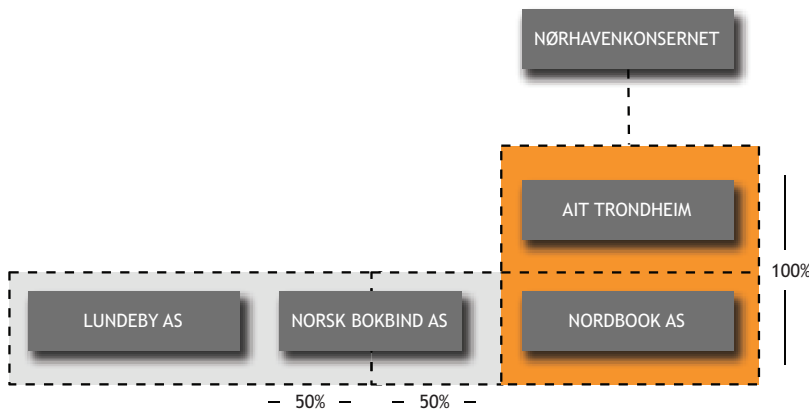 NØRHAVENKONSERNET
AIT TRONDHEIM
100%
LUNDEBY AS
NORSK BOKBIND AS
NORDBOOK AS
50%
50%